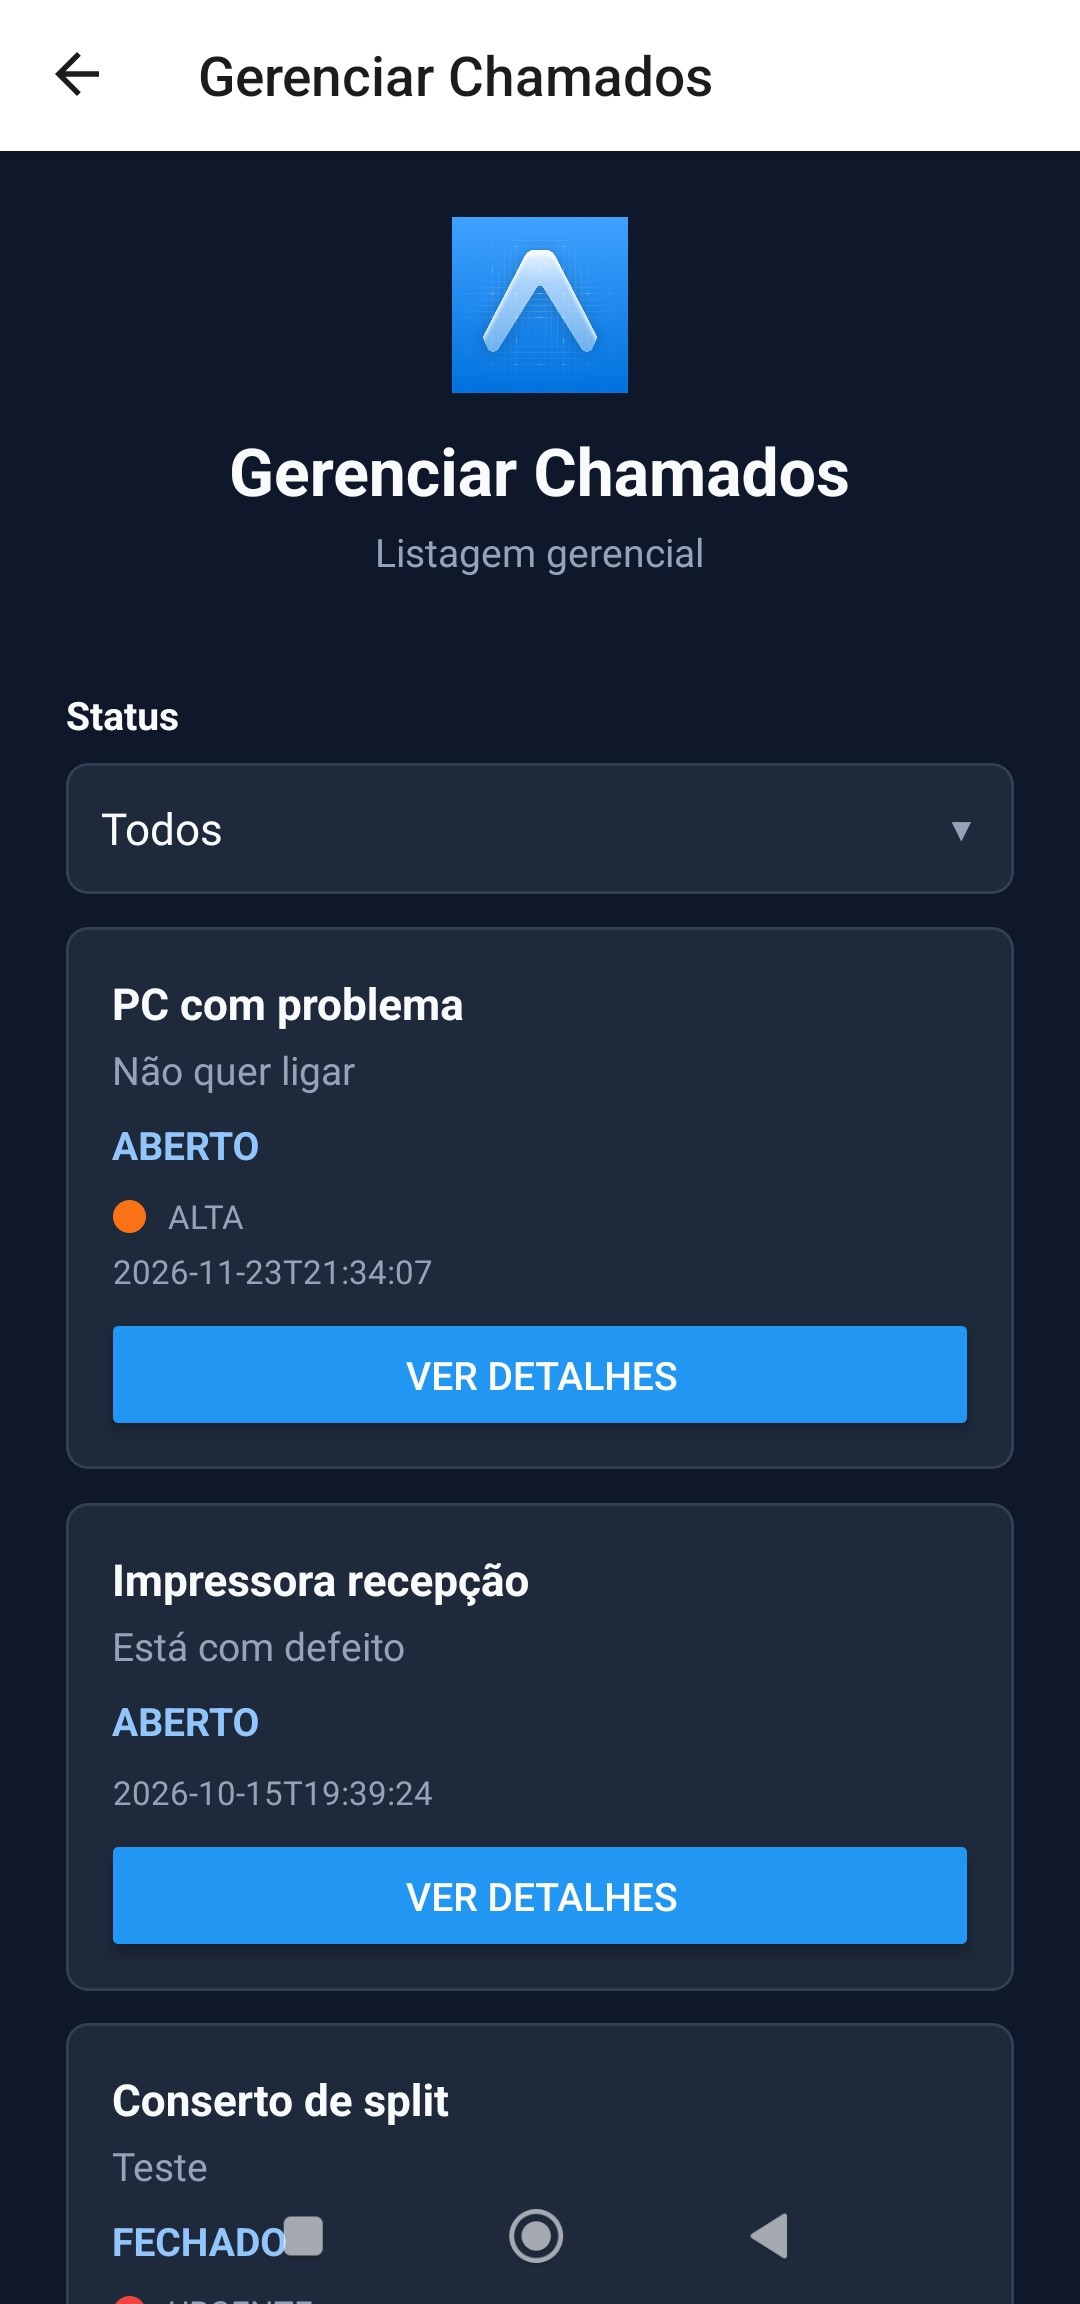 Gerenciar Chamados
Gerenciar Chamados
Listagem gerencial
Status
Todos
PC com problema
Não quer ligar
ABERTO
ALTA
2026-11-23T21:34:07
VER DETALHES
Impressora recepção
Está com defeito
ABERTO
2026-10-15T19:39:24
VER DETALHES
Conserto de split
Teste
FECHADO